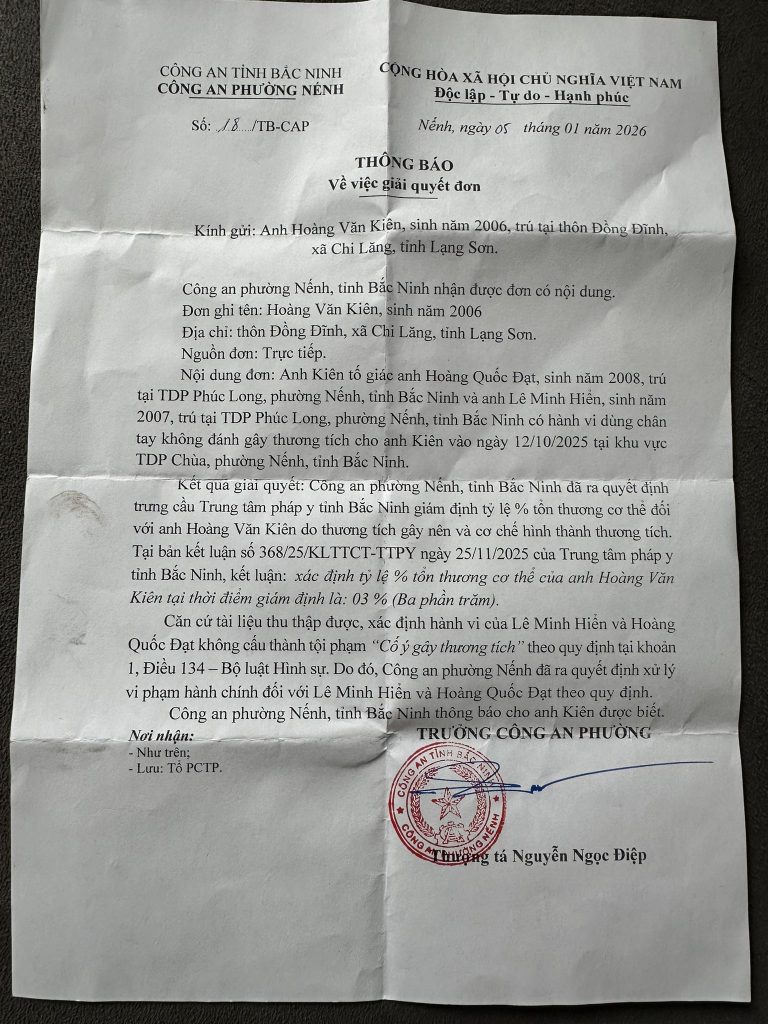 CÔNG AN TỈNH BẮC NINH
CÔNG AN PHƯỜNG NẾNH
CỘNG HÒA XÃ HỘI CHỦ NGHĨA VIỆT NAM
Độc lập - Tự do - Hạnh phúc
Số: 18..../TB-CAP
Nếnh, ngày 05 tháng 01 năm 2026
THÔNG BÁO
Về việc giải quyết đơn
Kính gửi: Anh Hoàng Văn Kiên, sinh năm 2006, trú tại thôn Đồng Đĩnh,
xã Chi Lăng, tỉnh Lạng Sơn.
Công an phường Nếnh, tỉnh Bắc Ninh nhận được đơn có nội dung.
Đơn ghi tên: Hoàng Văn Kiên, sinh năm 2006
Địa chỉ: thôn Đồng Đĩnh, xã Chi Lăng, tỉnh Lạng Sơn.
Nguồn đơn: Trực tiếp.
Nội dung đơn: Anh Kiên tố giác anh Hoàng Quốc Đạt, sinh năm 2008, trú
tại TDP Phúc Long, phường Nếnh, tỉnh Bắc Ninh và anh Lê Minh Hiển, sinh năm
2007, trú tại TDP Phúc Long, phường Nếnh, tỉnh Bắc Ninh có hành vi dùng chân
tay không đánh gây thương tích cho anh Kiên vào ngày 12/10/2025 tại khu vực
TDP Chùa, phường Nếnh, tỉnh Bắc Ninh.
Kết quả giải quyết: Công an phường Nếnh, tỉnh Bắc Ninh đã ra quyết định
trưng cầu Trung tâm pháp y tỉnh Bắc Ninh giám định tỷ lệ % tổn thương cơ thể đối
với anh Hoàng Văn Kiên do thương tích gây nên và cơ chế hình thành thương tích.
Tại bản kết luận số 368/25/KLTTCT-TTPY ngày 25/11/2025 của Trung tâm pháp y
tỉnh Bắc Ninh, kết luận: xác định tỷ lệ % tổn thương cơ thể của anh Hoàng Văn
Kiên tại thời điểm giám định là: 03 % (Ba phần trăm).
Căn cứ tài liệu thu thập được, xác định hành vi của Lê Minh Hiển và Hoàng
Quốc Đạt không cấu thành tội phạm “Cố ý gây thương tích” theo quy định tại khoản
1, Điều 134 – Bộ luật Hình sự. Do đó, Công an phường Nếnh đã ra quyết định xử lý
vi phạm hành chính đối với Lê Minh Hiển và Hoàng Quốc Đạt theo quy định.
Công an phường Nếnh, tỉnh Bắc Ninh thông báo cho anh Kiên được biết.
Nơi nhận:
- Như trên;
- Lưu: Tổ PCTP.
TRƯỞNG CÔNG AN PHƯỜNG
CÔNG AN TỈNH BẮC NINH
CÔNG AN PHƯỜNG NẾNH
Thượng tá Nguyễn Ngọc Điệp